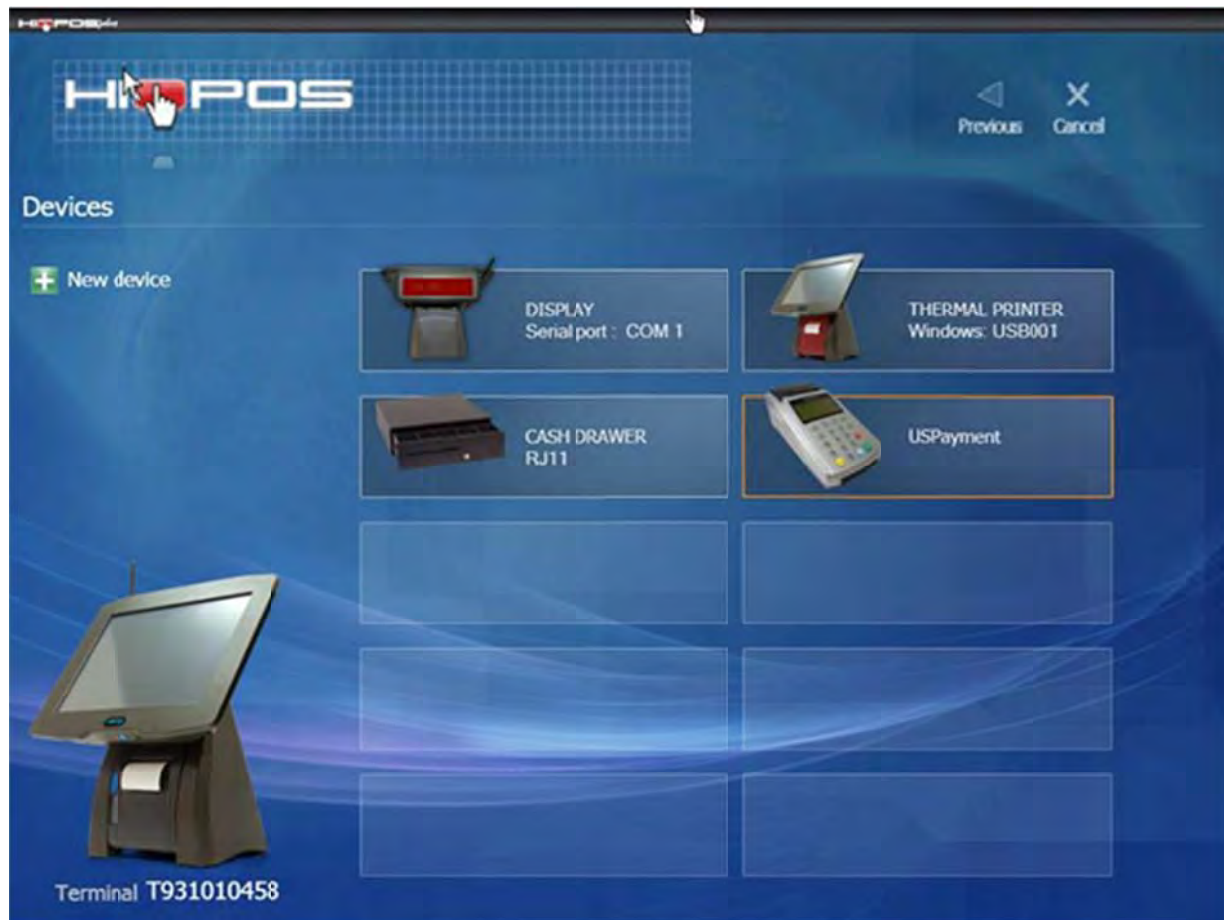 HIOPOS
Previous
Cancel
Devices
New device
DISPLAY
Serial port : COM 1
THERMAL PRINTER
Windows: USB001
CASH DRAWER
RJ11
USPayment
Terminal T931010458